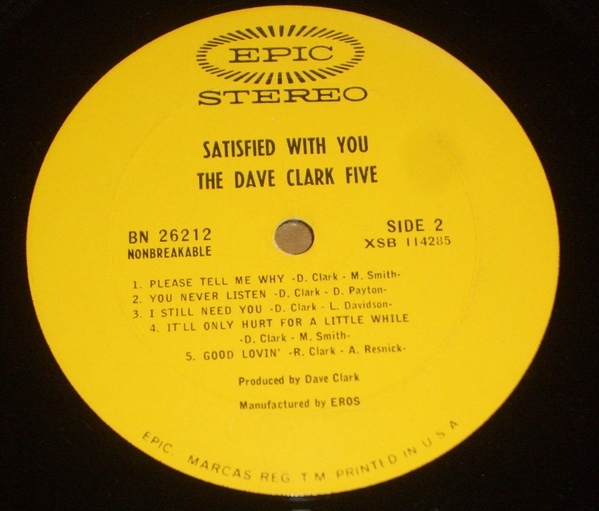 EPIC
STEREO
SATISFIED WITH YOU
THE DAVE CLARK FIVE
BN 26212
NONBREAKABLE
SIDE 2
XSB 114285
1. PLEASE TELL ME WHY -D. Clark - M. Smith-
2. YOU NEVER LISTEN -D. Clark - D. Payton-
3. I STILL NEED YOU -D. Clark - L. Davidson-
4. IT'LL ONLY HURT FOR A LITTLE WHILE
-D. Clark - M. Smith-
5. GOOD LOVIN' -R. Clark - A. Resnick-
Produced by Dave Clark
Manufactured by EROS
EPIC, MARCAS REG T M PRINTED IN U S A